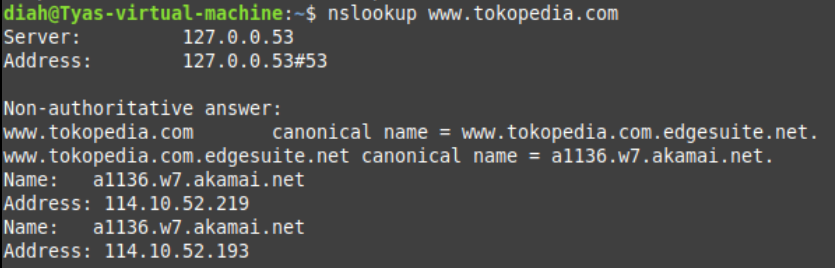 diah@Tyas-virtual-machine:~$ nslookup www.tokopedia.com
Server:		127.0.0.53
Address:	127.0.0.53#53
Non-authoritative answer:
www.tokopedia.com	canonical name = www.tokopedia.com.edgesuite.net.
www.tokopedia.com.edgesuite.net	canonical name = a1136.w7.akamai.net.
Name:	a1136.w7.akamai.net
Address: 114.10.52.219
Name:	a1136.w7.akamai.net
Address: 114.10.52.193